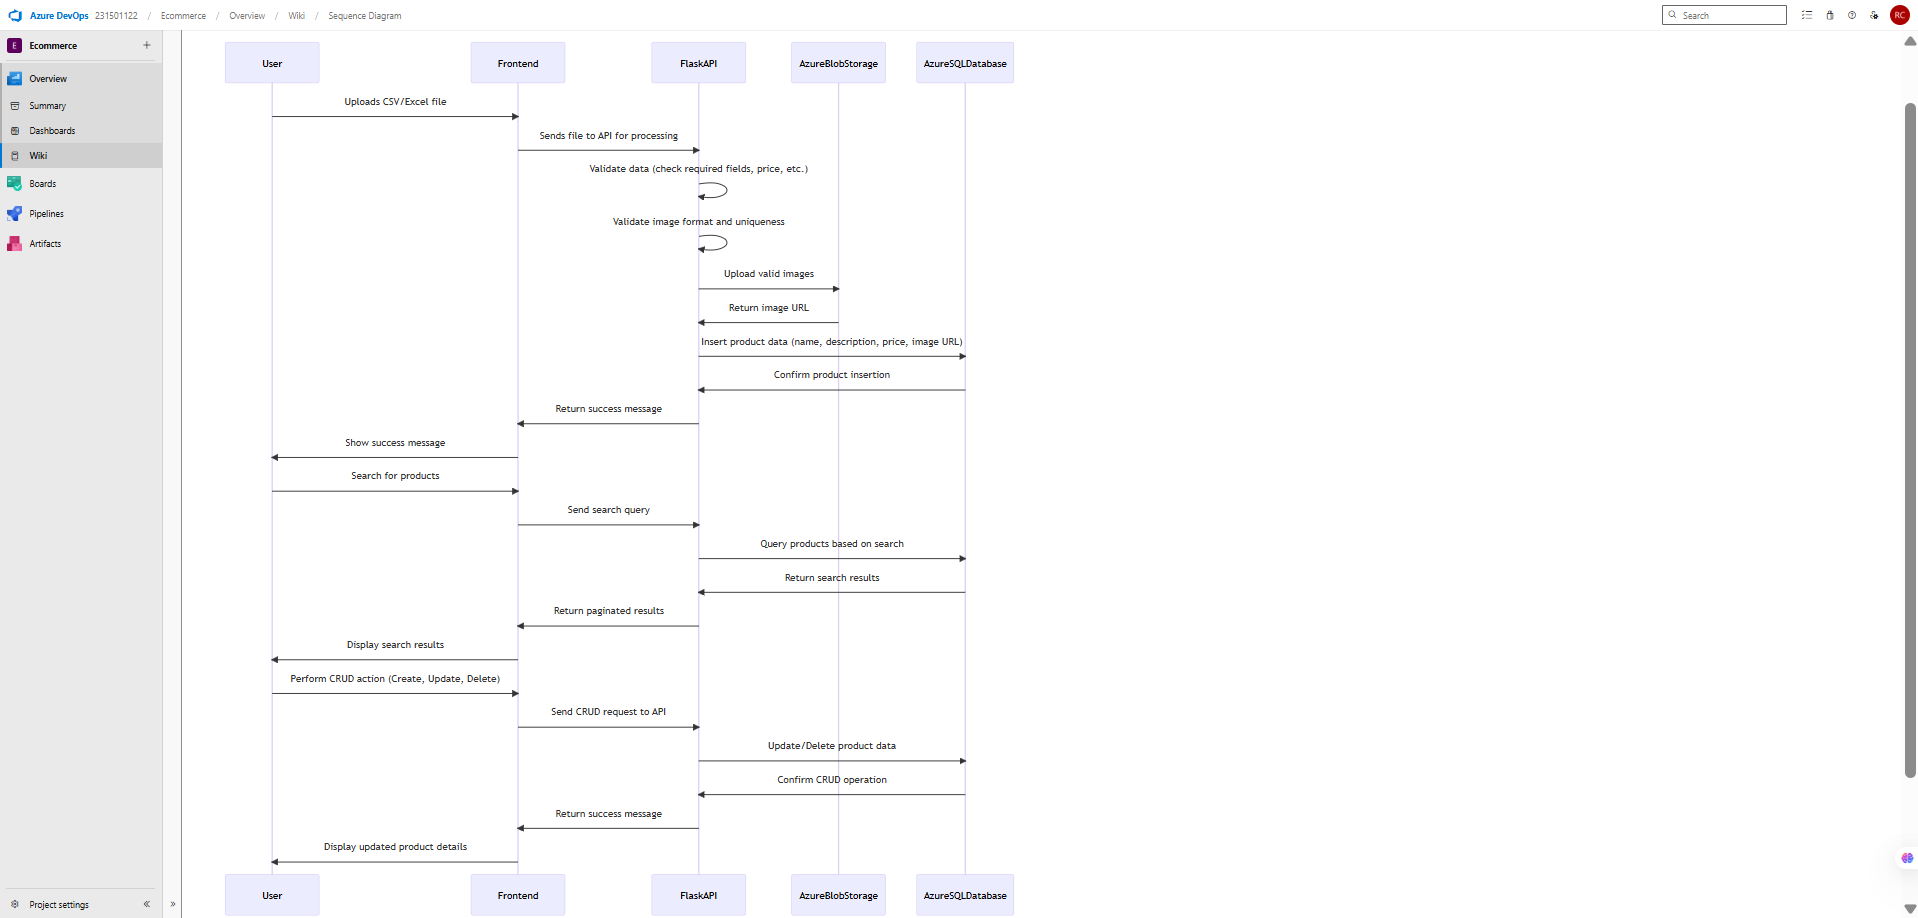 Azure DevOps 231501122 / Ecommerce / Overview / Wiki / Sequence Diagram
Search
RC
E Ecommerce +
Overview
Summary
Dashboards
Wiki
Boards
Pipelines
Artifacts
Project settings « »
User Frontend FlaskAPI AzureBlobStorage AzureSQLDatabase
Uploads CSV/Excel file
Sends file to API for processing
Validate data (check required fields, price, etc.)
Validate image format and uniqueness
Upload valid images
Return image URL
Insert product data (name, description, price, image URL)
Confirm product insertion
Return success message
Show success message
Search for products
Send search query
Query products based on search
Return search results
Return paginated results
Display search results
Perform CRUD action (Create, Update, Delete)
Send CRUD request to API
Update/Delete product data
Confirm CRUD operation
Return success message
Display updated product details
User Frontend FlaskAPI AzureBlobStorage AzureSQLDatabase